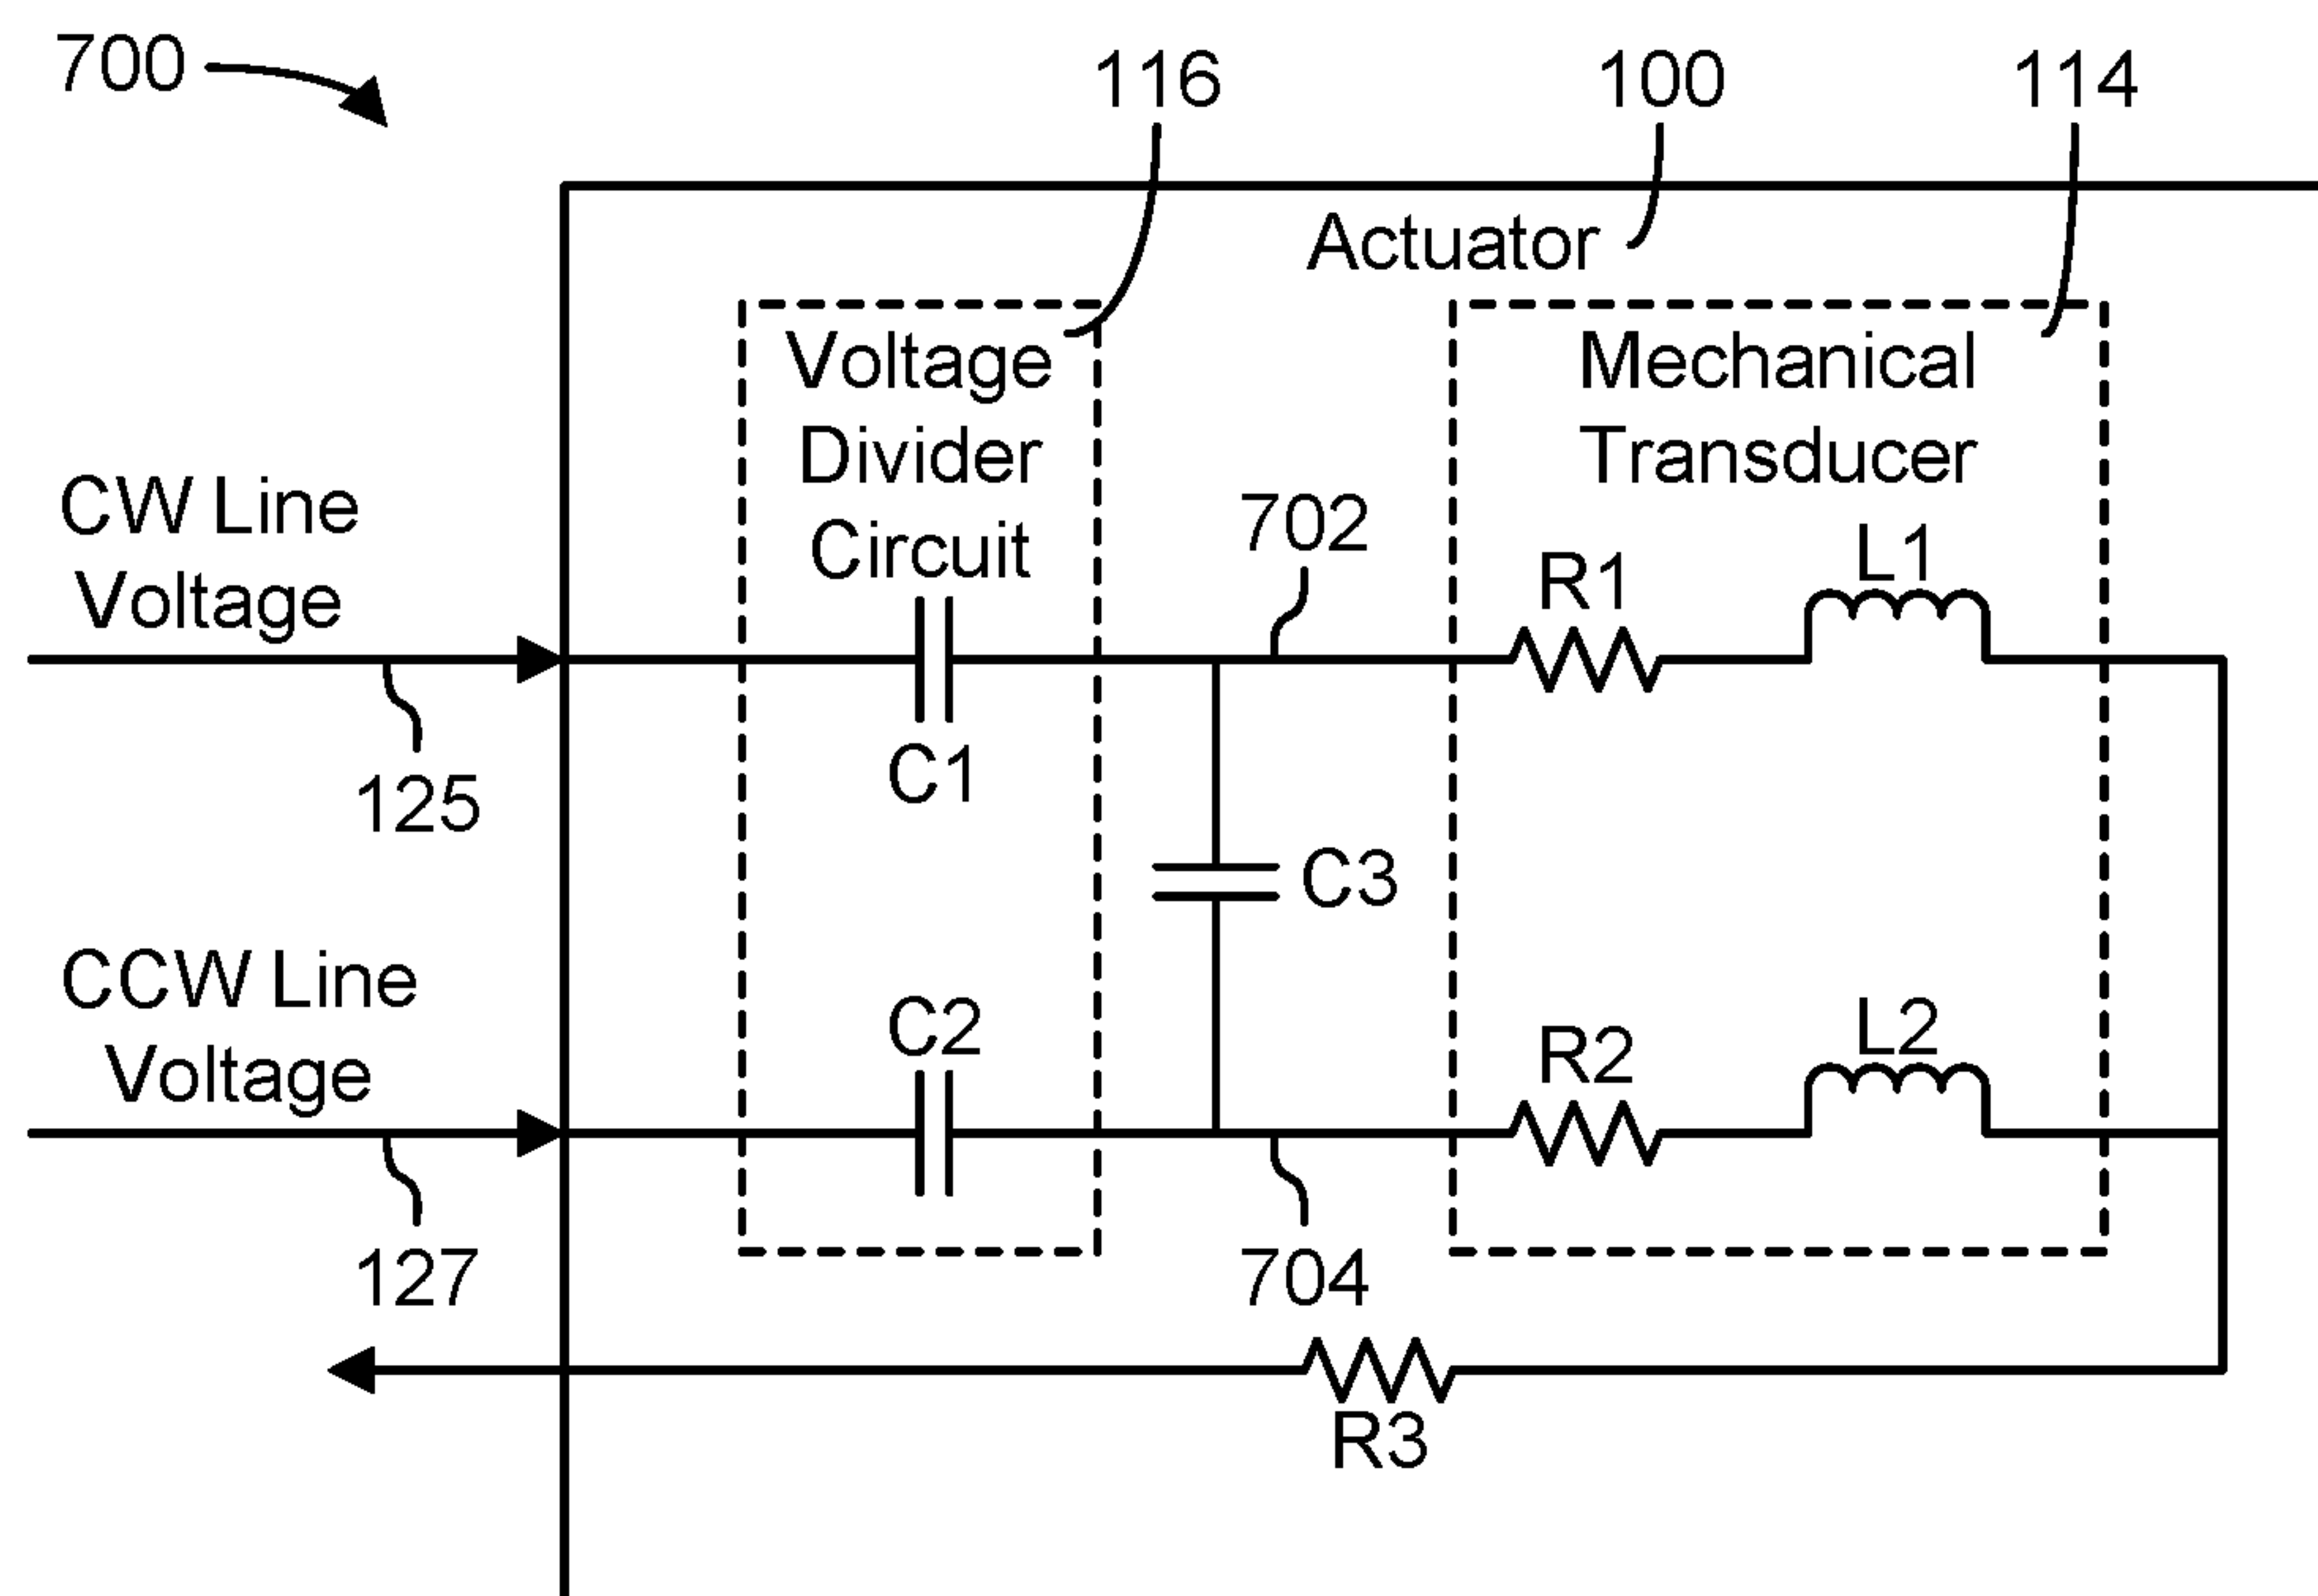 700
116
100
114
Actuator
Voltage
Divider
Circuit
Mechanical
Transducer
CW Line
Voltage
702
R1
L1
125
C1
C3
CCW Line
Voltage
C2
R2
L2
127
704
R3